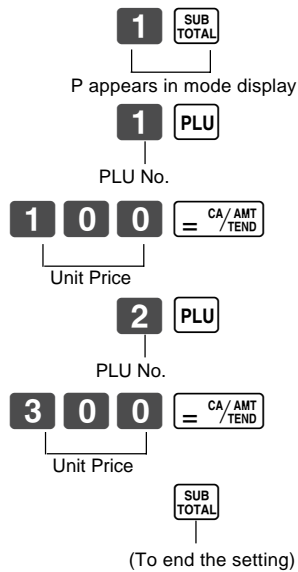 1 SUB TOTAL
P appears in mode display
1 PLU
PLU No.
1 0 0 = CA/AMT TEND
Unit Price
2 PLU
PLU No.
3 0 0 = CA/AMT TEND
Unit Price
SUB TOTAL
(To end the setting)